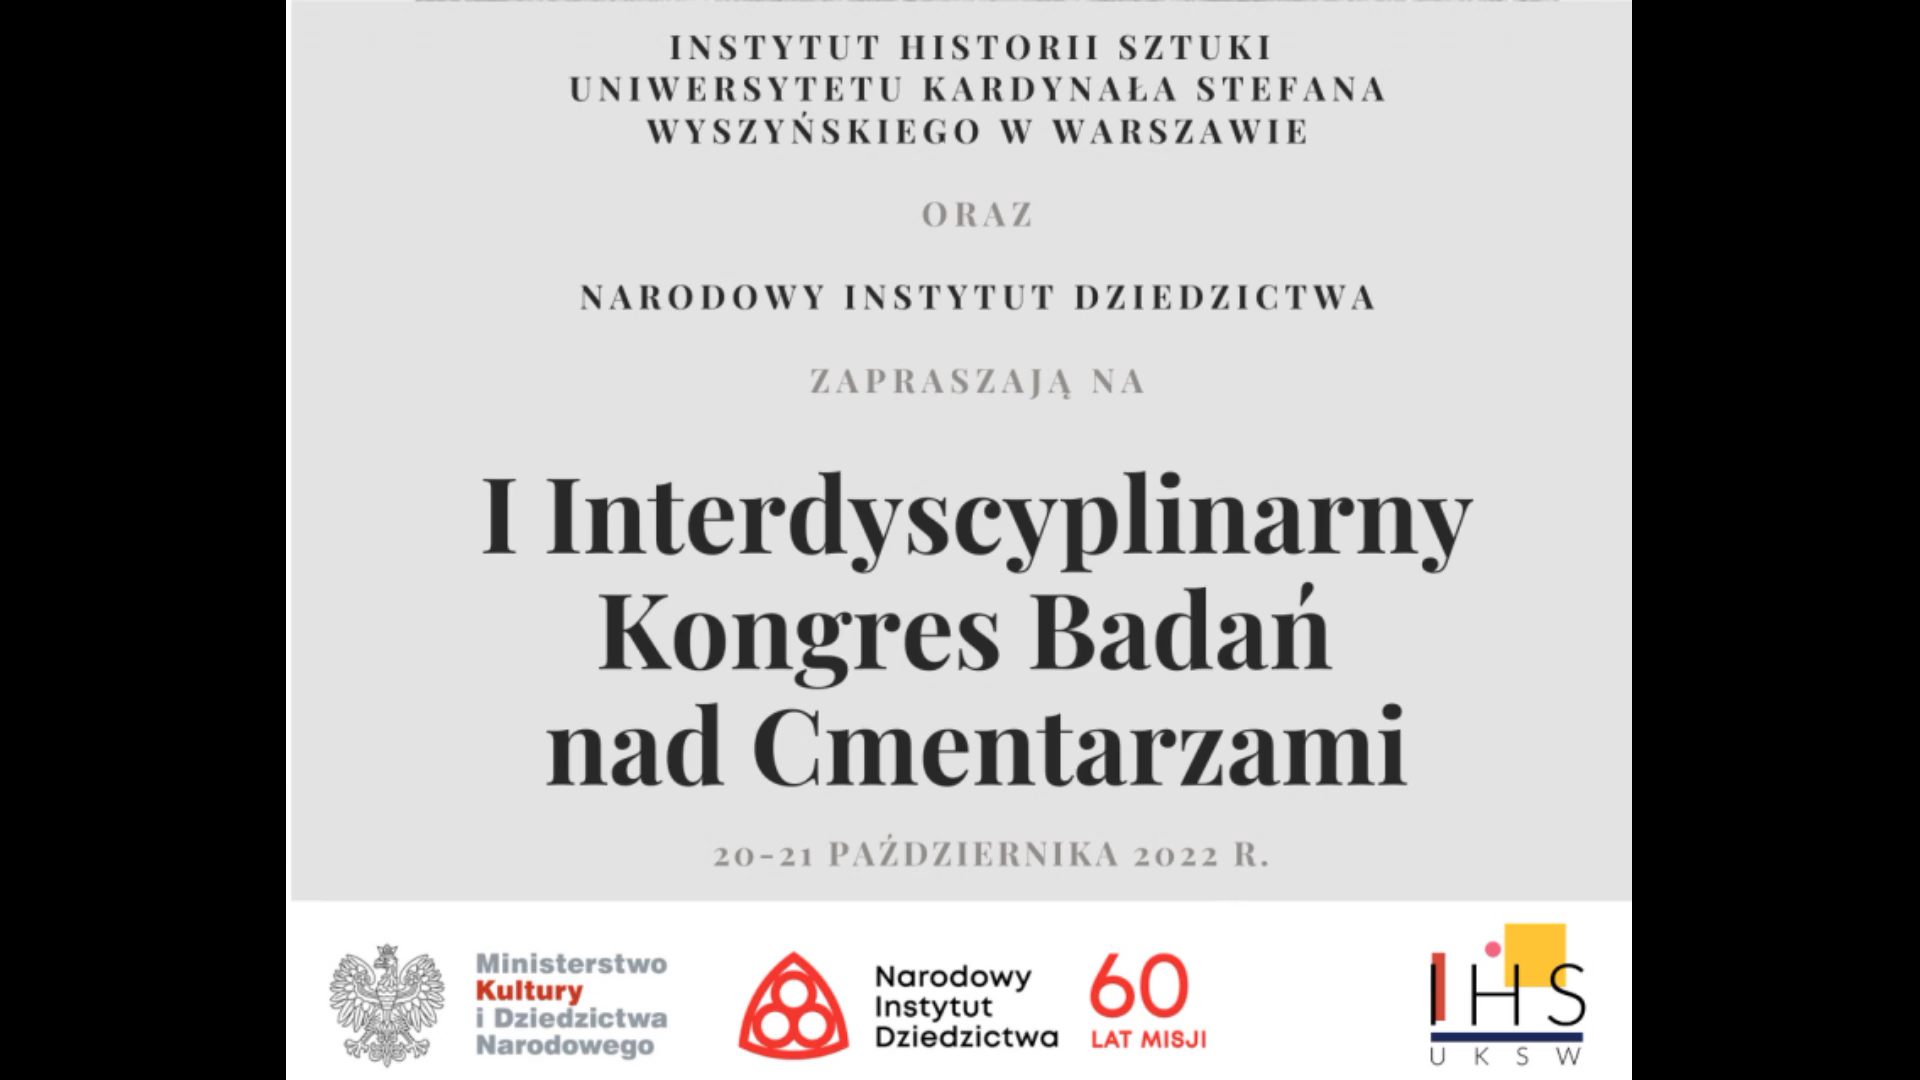 INSTYTUT HISTORII SZTUKI
UNIWERSYTETU KARDYNAŁA STEFANA
WYSZYŃSKIEGO W WARSZAWIE
ORAZ
NARODOWY INSTYTUT DZIEDZICTWA
ZAPRASZAJĄ NA
I Interdyscyplinarny
Kongres Badań
nad Cmentarzami
20-21 PAŹDZIERNIKA 2022 R.
Ministerstwo
Kultury
i Dziedzictwa
Narodowego
Narodowy
Instytut
Dziedzictwa
60
LAT MISJI
IHS
UKSW